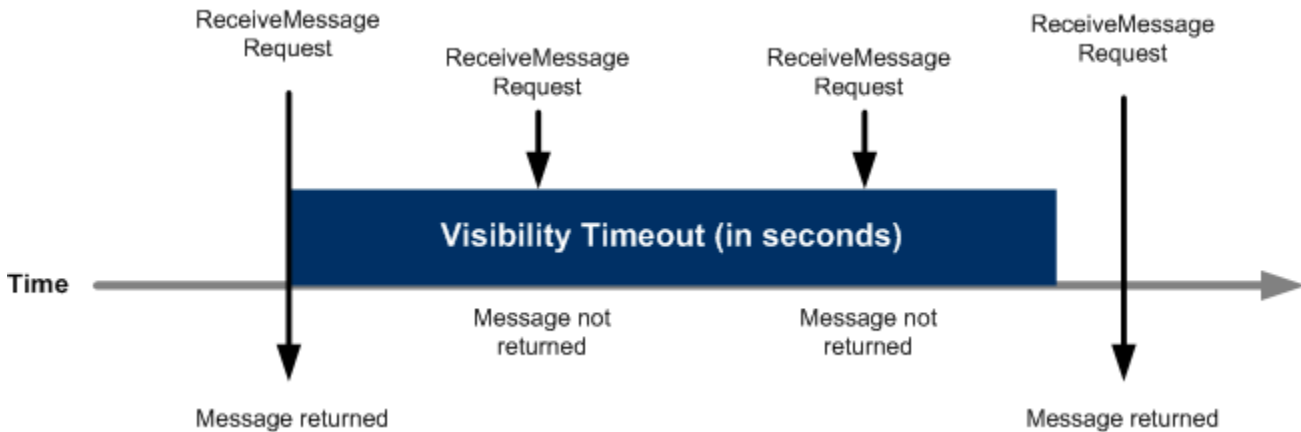 ReceiveMessage
Request
ReceiveMessage
Request
ReceiveMessage
Request
ReceiveMessage
Request
Visibility Timeout (in seconds)
Time
Message not
returned
Message not
returned
Message returned
Message returned